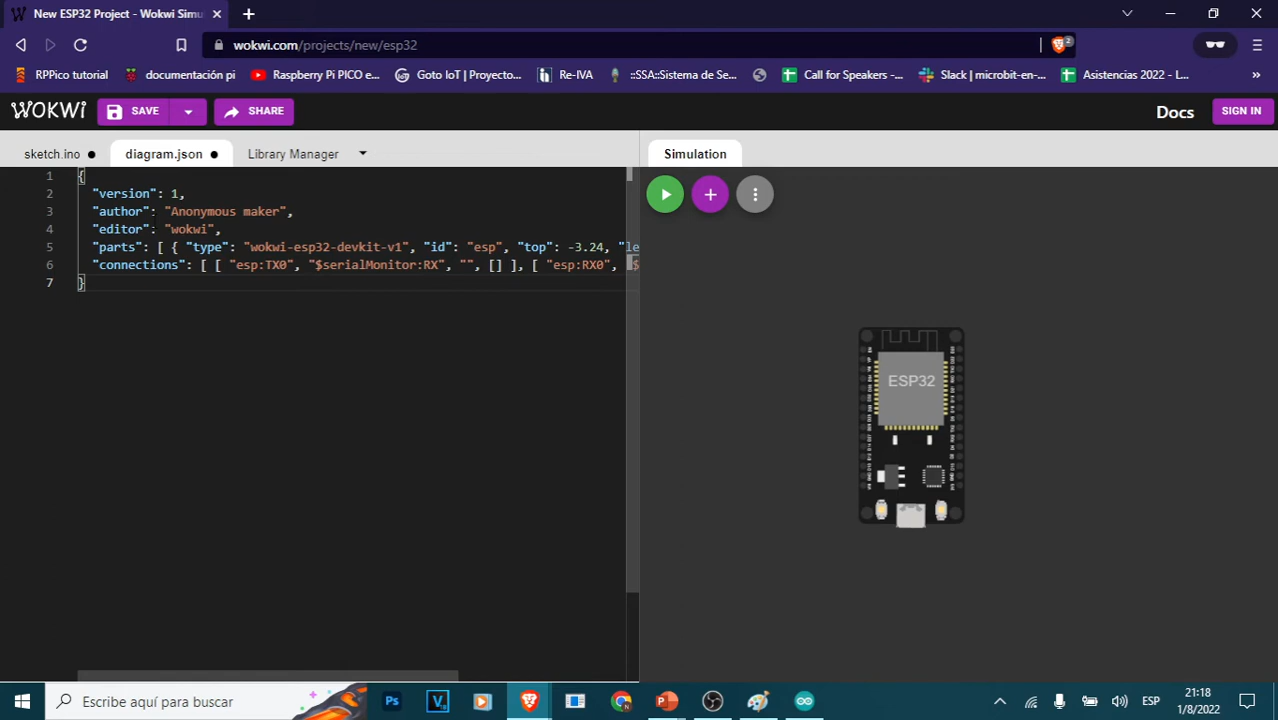 New ESP32 Project - Wokwi Simu
wokwi.com/projects/new/esp32
2
RPPico tutorial
documentación pi
Raspberry Pi PICO e...
Goto IoT | Proyecto...
Re-IVA
::SSA::Sistema de Se...
Call for Speakers -...
Slack | microbit-en-...
Asistencias 2022 - L...
»
WOKWi
SAVE
SHARE
Docs
SIGN IN
sketch.ino
diagram.json
Library Manager
Simulation
1 {
2 "version": 1,
3 "author": "Anonymous maker",
4 "editor": "wokwi",
5 "parts": [ { "type": "wokwi-esp32-devkit-v1", "id": "esp", "top": -3.24, "le
6 "connections": [ [ "esp:TX0", "$serialMonitor:RX", "", [] ], [ "esp:RX0", "$
7 }
ESP32
Escribe aquí para buscar
Ps
ESP
21:18
1/8/2022